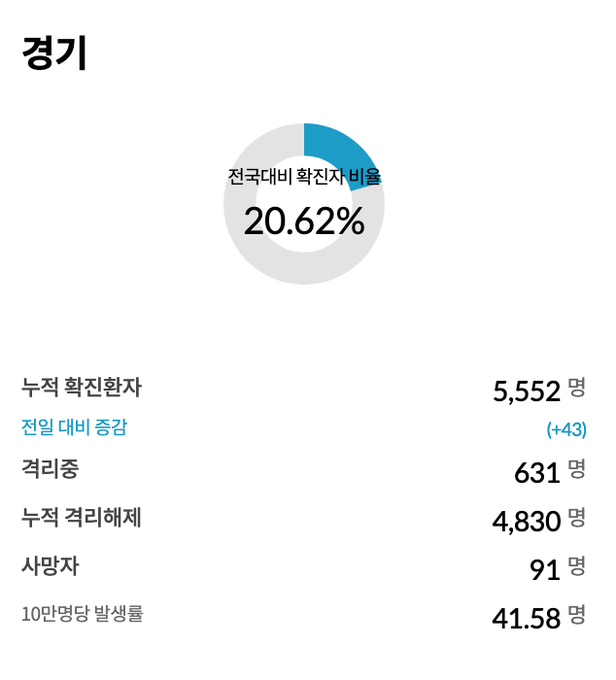 경기
전국대비 확진자 비율
20.62%
누적 확진환자 5,552 명
전일 대비 증감 (+43)
격리중 631 명
누적 격리해제 4,830 명
사망자 91 명
10만명당 발생률 41.58 명